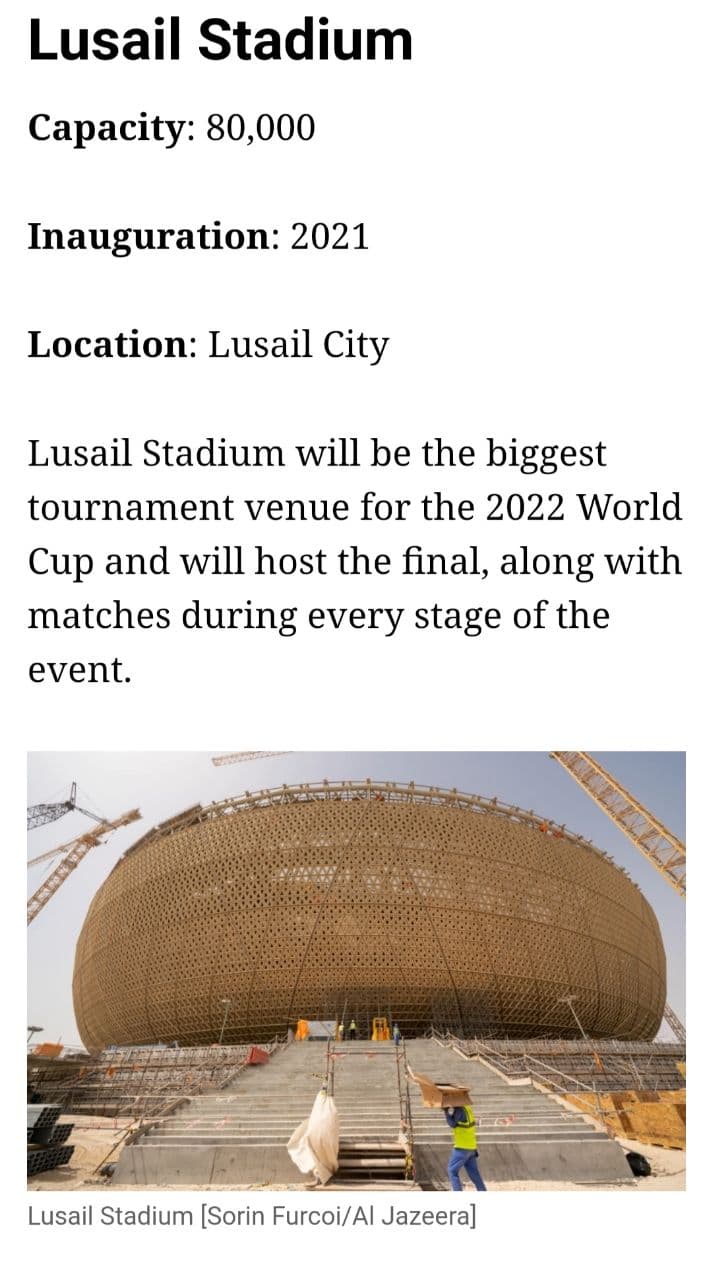 Lusail Stadium
Capacity: 80,000
Inauguration: 2021
Location: Lusail City
Lusail Stadium will be the biggest
tournament venue for the 2022 World
Cup and will host the final, along with
matches during every stage of the
event.
Lusail Stadium [Sorin Furcoi/Al Jazeera]